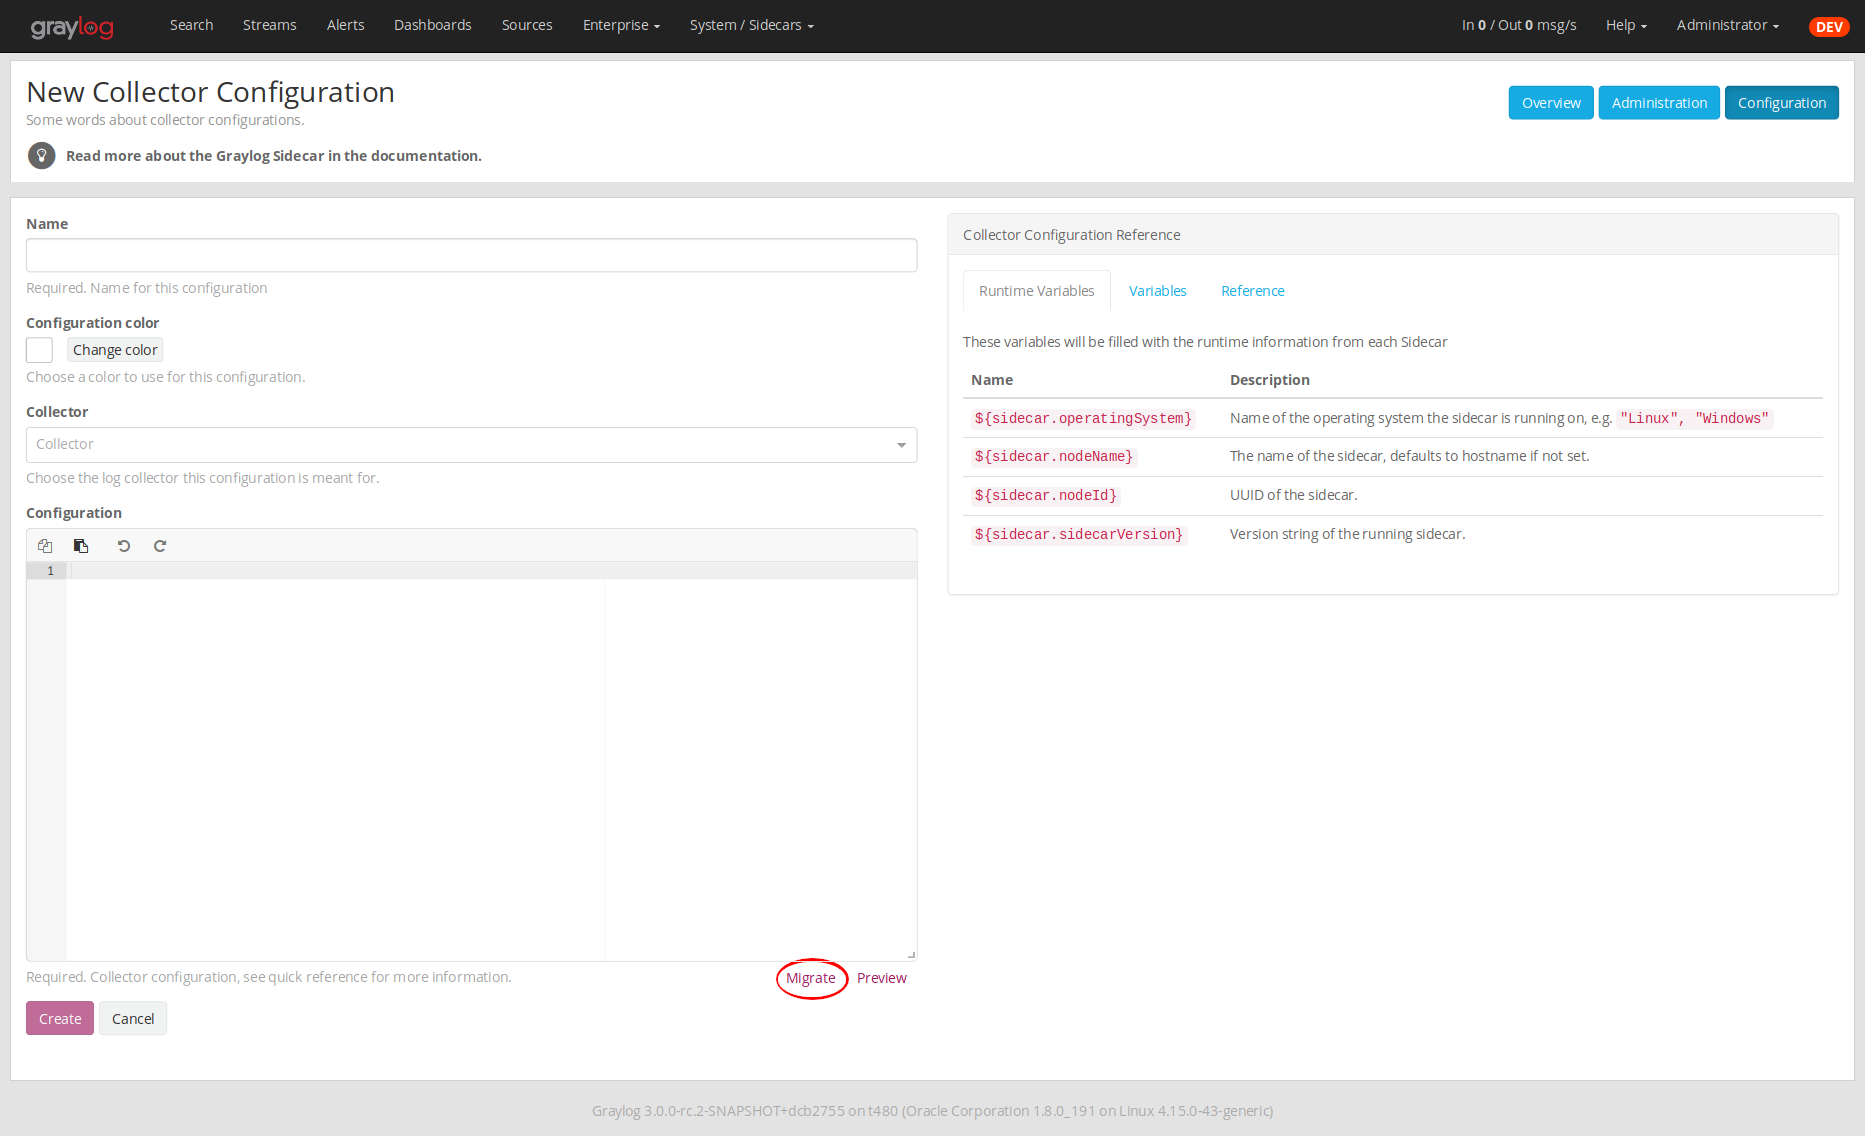 graylog Search Streams Alerts Dashboards Sources Enterprise System / Sidecars In 0 / Out 0 msg/s Help Administrator DEV
New Collector Configuration
Some words about collector configurations.
Read more about the Graylog Sidecar in the documentation.
Overview Administration Configuration
Name
Required. Name for this configuration
Configuration color
Change color
Choose a color to use for this configuration.
Collector
Collector
Choose the log collector this configuration is meant for.
Configuration
1
Required. Collector configuration, see quick reference for more information.
Migrate Preview
Create Cancel
Collector Configuration Reference
Runtime Variables Variables Reference
These variables will be filled with the runtime information from each Sidecar
Name Description
${sidecar.operatingSystem} Name of the operating system the sidecar is running on, e.g. "Linux", "Windows"
${sidecar.nodeName} The name of the sidecar, defaults to hostname if not set.
${sidecar.nodeId} UUID of the sidecar.
${sidecar.sidecarVersion} Version string of the running sidecar.
Graylog 3.0.0-rc.2-SNAPSHOT+dcb2755 on t480 (Oracle Corporation 1.8.0_191 on Linux 4.15.0-43-generic)